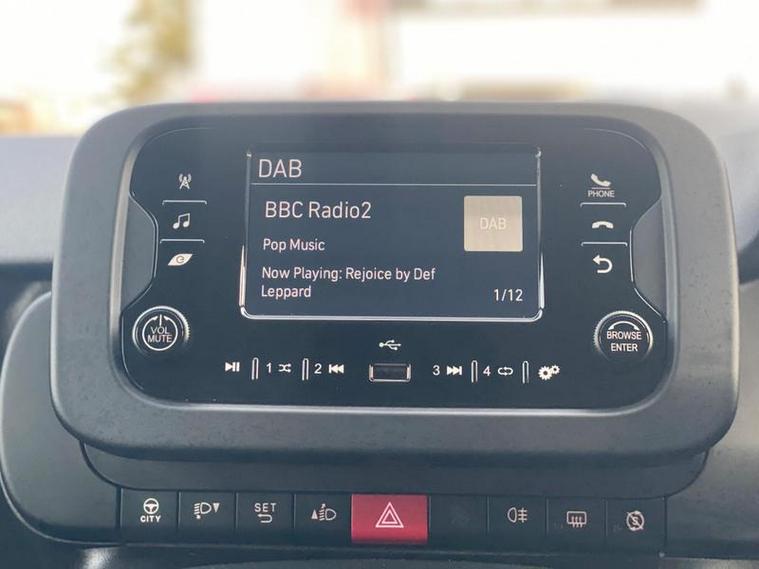 DAB
BBC Radio2
DAB
Pop Music
Now Playing: Rejoice by Def
Leppard
1/12
PHONE
VOL
MUTE
BROWSE
ENTER
1
2
3
4
CITY
SET